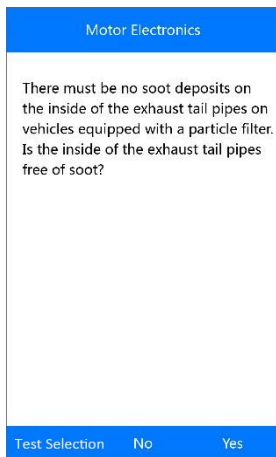 Motor Electronics
There must be no soot deposits on
the inside of the exhaust tail pipes on
vehicles equipped with a particle filter.
Is the inside of the exhaust tail pipes
free of soot?
Test Selection No Yes